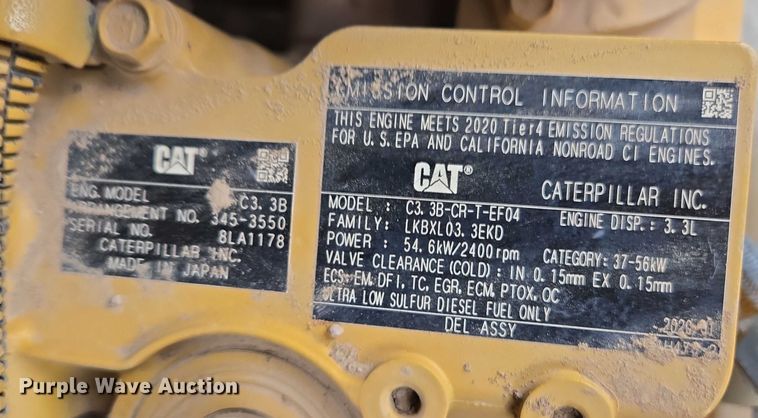 CAT®
ENG. MODEL C3. 3B
ARRANGEMENT NO. 345-3550
SERIAL NO. 8LA1178
CATERPILLAR INC.
MADE IN JAPAN
EMISSION CONTROL INFORMATION
THIS ENGINE MEETS 2020 Tier4 EMISSION REGULATIONS
FOR U. S. EPA AND CALIFORNIA NONROAD CI ENGINES.
CAT® CATERPILLAR INC.
MODEL : C3. 3B-CR-T-EF04 ENGINE DISP. : 3. 3L
FAMILY: LKBXL03. 3EKD
POWER : 54. 6kW/2400rpm CATEGORY: 37-56kW
VALVE CLEARANCE (COLD) : IN 0. 15mm EX 0. 15mm
ECS: EM, DFI, TC, EGR, ECM, PTOX, OC
ULTRA LOW SULFUR DIESEL FUEL ONLY
DEL ASSY
Purple Wave Auction